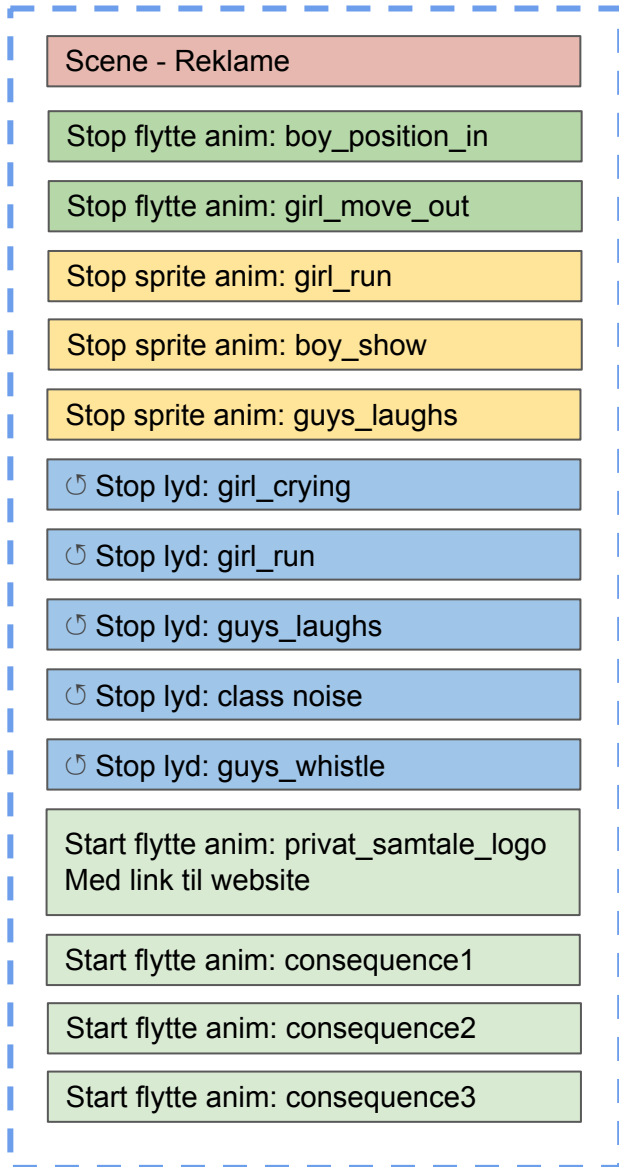 Scene - Reklame
Stop flytte anim: boy_position_in
Stop flytte anim: girl_move_out
Stop sprite anim: girl_run
Stop sprite anim: boy_show
Stop sprite anim: guys_laughs
↺ Stop lyd: girl_crying
↺ Stop lyd: girl_run
↺ Stop lyd: guys_laughs
↺ Stop lyd: class noise
↺ Stop lyd: guys_whistle
Start flytte anim: privat_samtale_logo
Med link til website
Start flytte anim: consequence1
Start flytte anim: consequence2
Start flytte anim: consequence3